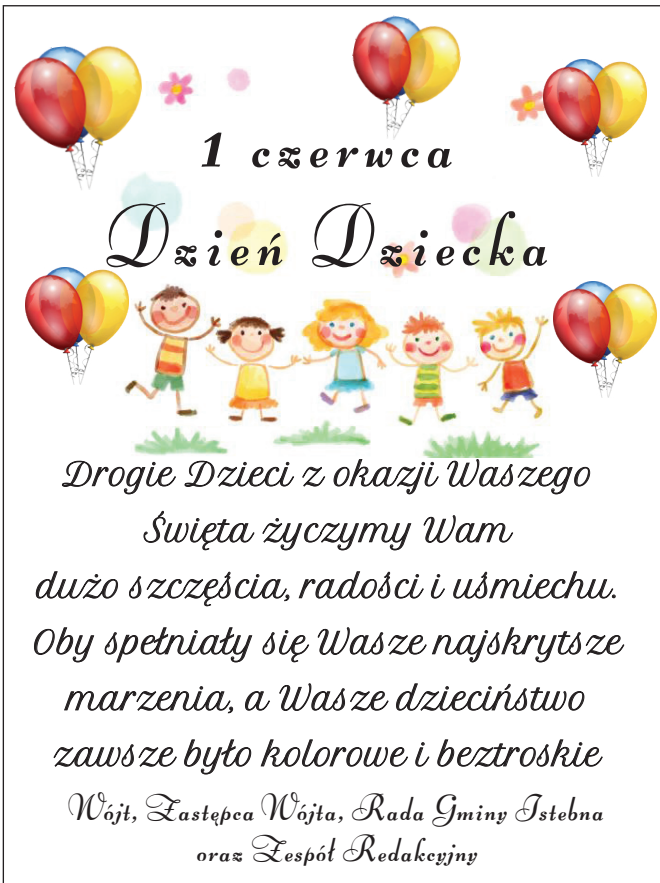 1 czerwca
Dzień Dziecka
Drogie Dzieci z okazji Waszego
Święta życzymy Wam
dużo szczęścia, radości i uśmiechu.
Oby spełniały się Wasze najskrytsze
marzenia, a Wasze dzieciństwo
zawsze było kolorowe i beztroskie
Wójt, Zastępca Wójta, Rada Gminy Istebna
oraz Zespół Redakcyjny